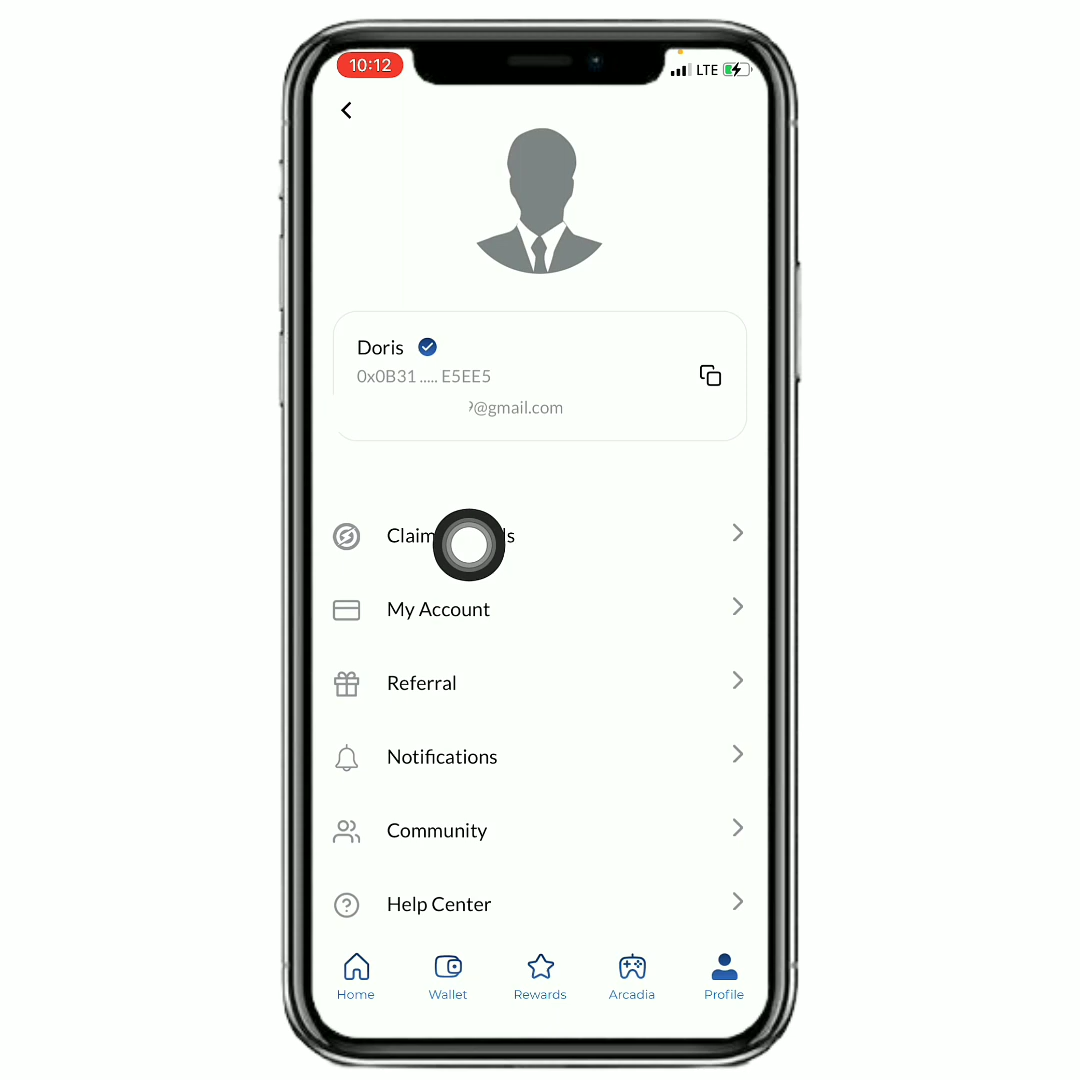 10:12
LTE
Doris
0x0B31 ..... E5EE5
@gmail.com
My Account
Referral
Notifications
Community
Help Center
Home
Wallet
Rewards
Arcadia
Profile